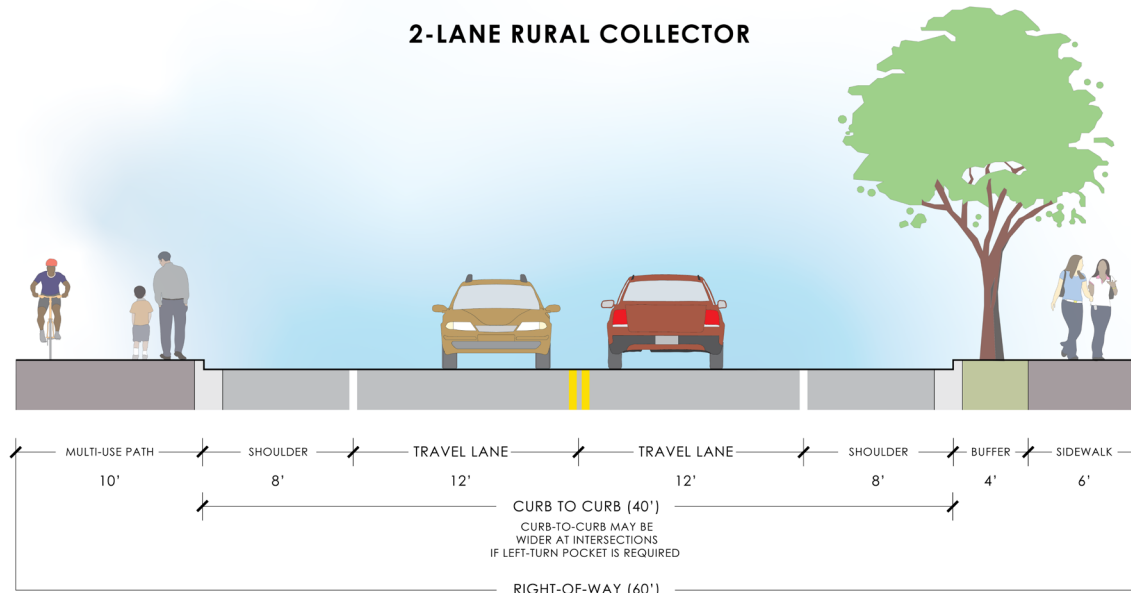 2-LANE RURAL COLLECTOR
MULTI-USE PATH SHOULDER TRAVEL LANE TRAVEL LANE SHOULDER BUFFER SIDEWALK
10' 8' 12' 12' 8' 4' 6'
CURB TO CURB (40')
CURB-TO-CURB MAY BE
WIDER AT INTERSECTIONS
IF LEFT-TURN POCKET IS REQUIRED
RIGHT-OF-WAY (60')